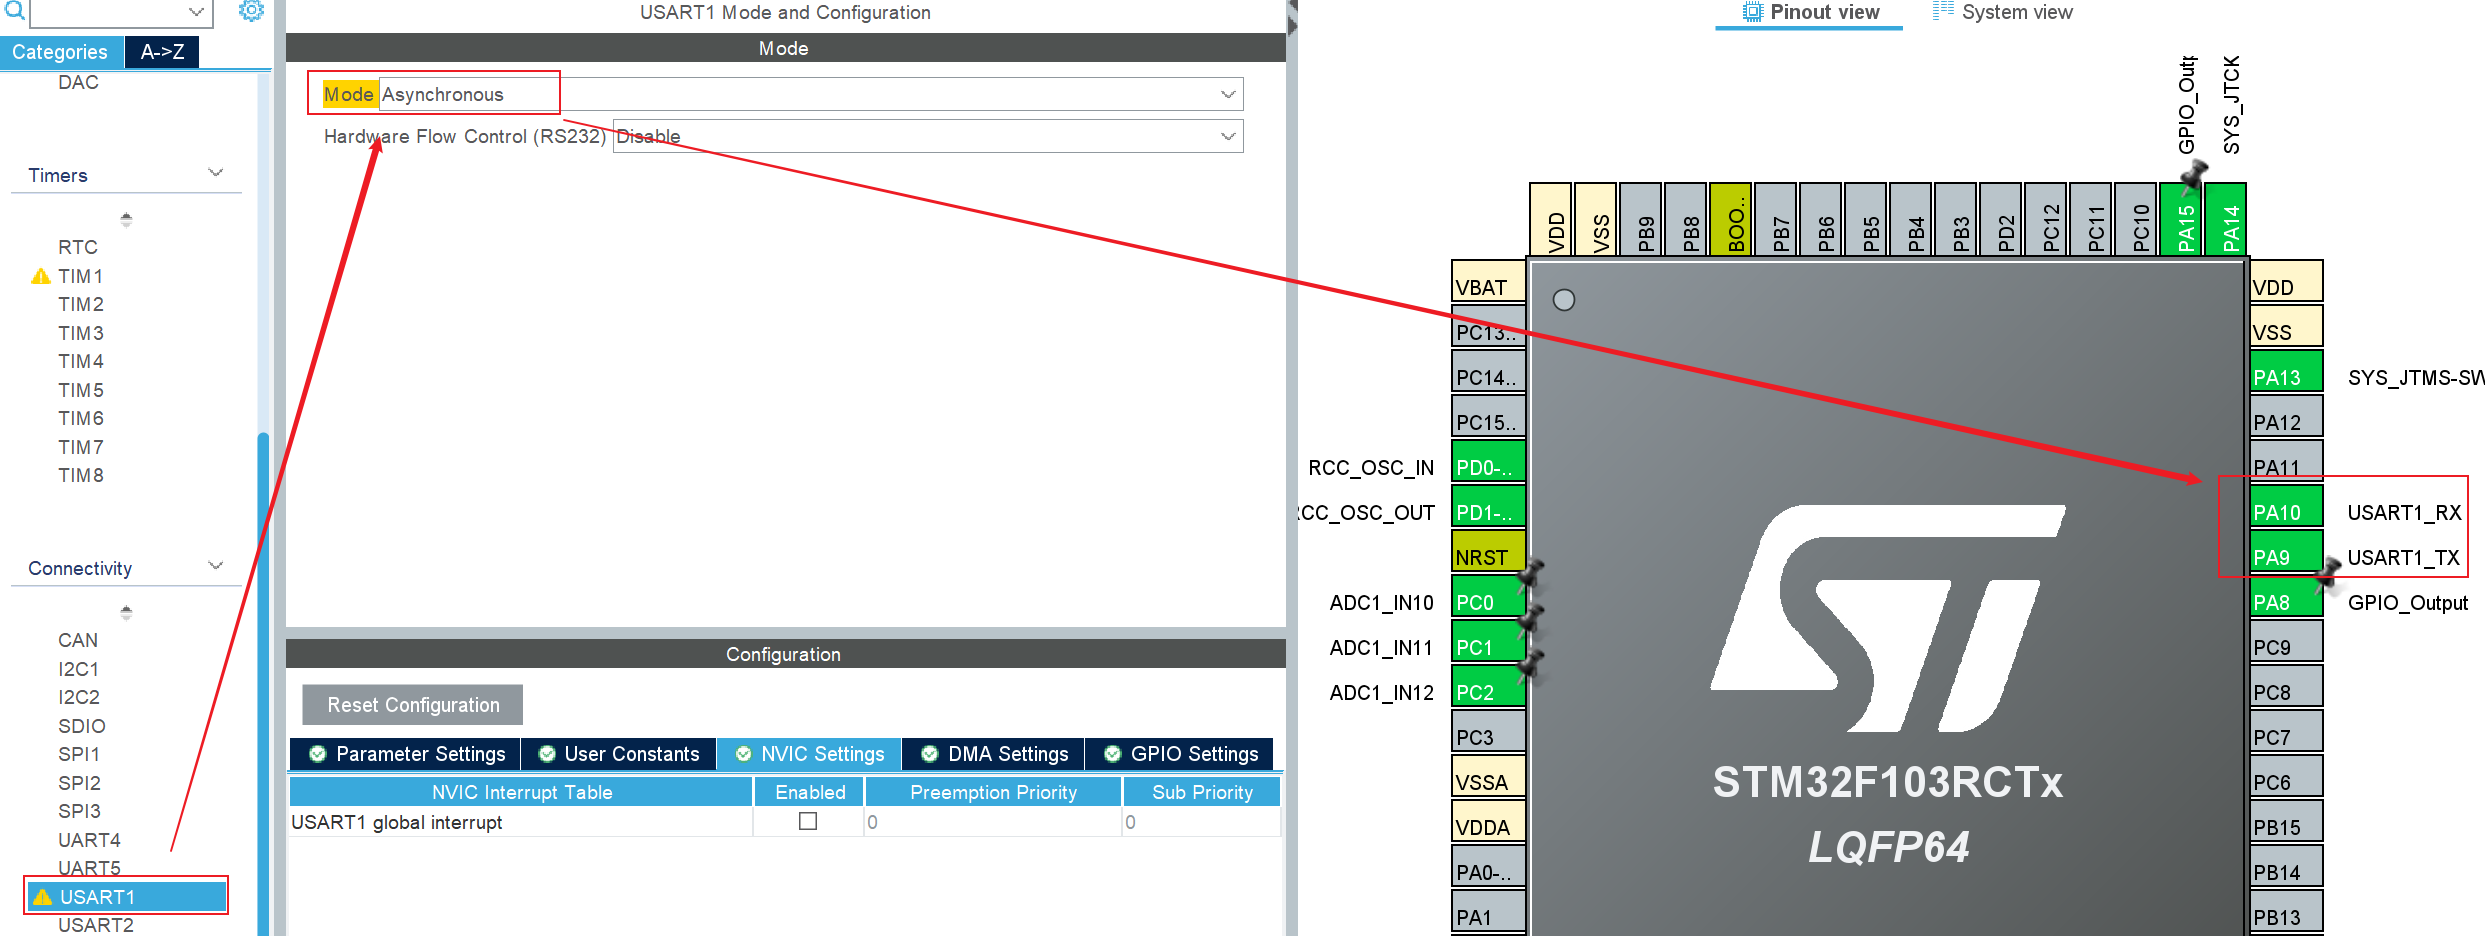 USART1 Mode and Configuration
Pinout view
System view
Categories
A->Z
Mode
DAC
Mode Asynchronous
Hardware Flow Control (RS232) Disable
Timers
RTC
TIM1
TIM2
TIM3
TIM4
TIM5
TIM6
TIM7
TIM8
Connectivity
CAN
I2C1
I2C2
SDIO
SPI1
SPI2
SPI3
UART4
UART5
USART1
USART2
Configuration
Reset Configuration
Parameter Settings
User Constants
NVIC Settings
DMA Settings
GPIO Settings
NVIC Interrupt Table
Enabled
Preemption Priority
Sub Priority
USART1 global interrupt
0
0
GPIO_Outp
SYS_JTCK
VDD
VSS
PB9
PB8
BOO..
PB7
PB6
PB5
PB4
PB3
PD2
PC12
PC11
PC10
PA15
PA14
VBAT
PC13..
PC14..
PC15..
RCC_OSC_IN
PD0-..
RCC_OSC_OUT
PD1-..
NRST
ADC1_IN10
PC0
ADC1_IN11
PC1
ADC1_IN12
PC2
PC3
VSSA
VDDA
PA0-..
PA1
STM32F103RCTx
LQFP64
VDD
VSS
PA13
SYS_JTMS-SW
PA12
PA11
PA10
USART1_RX
PA9
USART1_TX
PA8
GPIO_Output
PC9
PC8
PC7
PC6
PB15
PB14
PB13